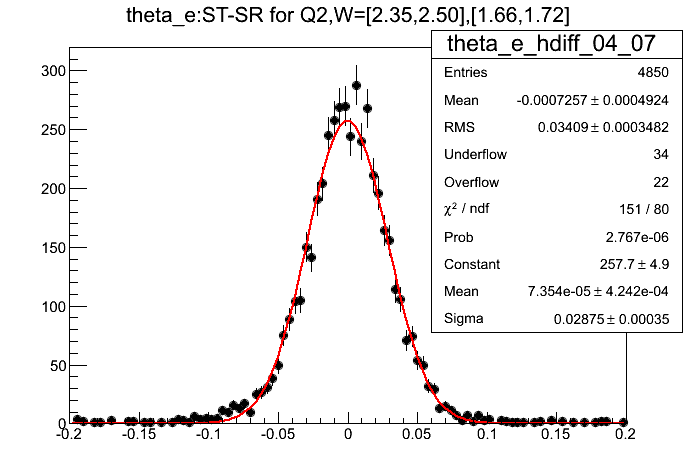 theta_e:ST-SR for Q2,W=[2.35,2.50],[1.66,1.72]
theta_e_hdiff_04_07
Entries 4850
Mean -0.0007257 ± 0.0004924
RMS 0.03409 ± 0.0003482
Underflow 34
Overflow 22
χ² / ndf 151 / 80
Prob 2.767e-06
Constant 257.7 ± 4.9
Mean 7.354e-05 ± 4.242e-04
Sigma 0.02875 ± 0.00035
300
250
200
150
100
50
0
-0.2 -0.15 -0.1 -0.05 0 0.05 0.1 0.15 0.2